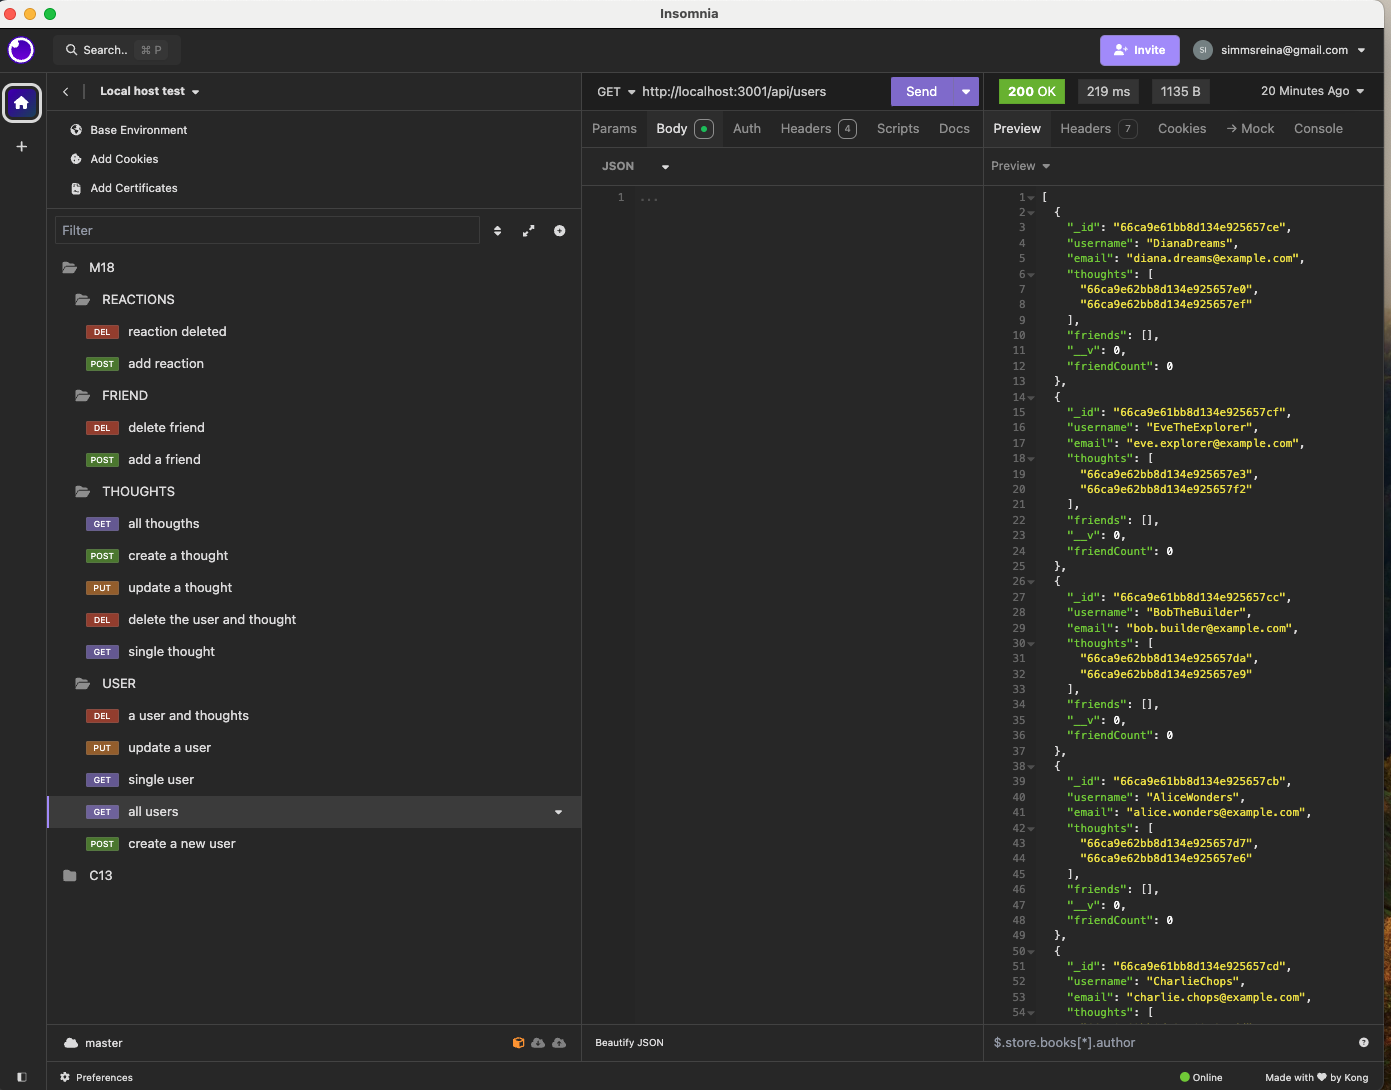 Insomnia
Search.. ⌘ P
Invite
SI
simmsreina@gmail.com
Local host test
Base Environment
Add Cookies
Add Certificates
Filter
M18
REACTIONS
DEL reaction deleted
POST add reaction
FRIEND
DEL delete friend
POST add a friend
THOUGHTS
GET all thougths
POST create a thought
PUT update a thought
DEL delete the user and thought
GET single thought
USER
DEL a user and thoughts
PUT update a user
GET single user
GET all users
POST create a new user
C13
master
Preferences
GET http://localhost:3001/api/users Send
Params Body Auth Headers 4 Scripts Docs
JSON
1 ...
Beautify JSON
200 OK 219 ms 1135 B 20 Minutes Ago
Preview Headers 7 Cookies → Mock Console
Preview
1 [
2 {
3 "_id": "66ca9e61bb8d134e925657ce",
4 "username": "DianaDreams",
5 "email": "diana.dreams@example.com",
6 "thoughts": [
7 "66ca9e62bb8d134e925657e0",
8 "66ca9e62bb8d134e925657ef"
9 ],
10 "friends": [],
11 "__v": 0,
12 "friendCount": 0
13 },
14 {
15 "_id": "66ca9e61bb8d134e925657cf",
16 "username": "EveTheExplorer",
17 "email": "eve.explorer@example.com",
18 "thoughts": [
19 "66ca9e62bb8d134e925657e3",
20 "66ca9e62bb8d134e925657f2"
21 ],
22 "friends": [],
23 "__v": 0,
24 "friendCount": 0
25 },
26 {
27 "_id": "66ca9e61bb8d134e925657cc",
28 "username": "BobTheBuilder",
29 "email": "bob.builder@example.com",
30 "thoughts": [
31 "66ca9e62bb8d134e925657da",
32 "66ca9e62bb8d134e925657e9"
33 ],
34 "friends": [],
35 "__v": 0,
36 "friendCount": 0
37 },
38 {
39 "_id": "66ca9e61bb8d134e925657cb",
40 "username": "AliceWonders",
41 "email": "alice.wonders@example.com",
42 "thoughts": [
43 "66ca9e62bb8d134e925657d7",
44 "66ca9e62bb8d134e925657e6"
45 ],
46 "friends": [],
47 "__v": 0,
48 "friendCount": 0
49 },
50 {
51 "_id": "66ca9e61bb8d134e925657cd",
52 "username": "CharlieChops",
53 "email": "charlie.chops@example.com",
54 "thoughts": [
$.store.books[*].author
Online
Made with ♥ by Kong